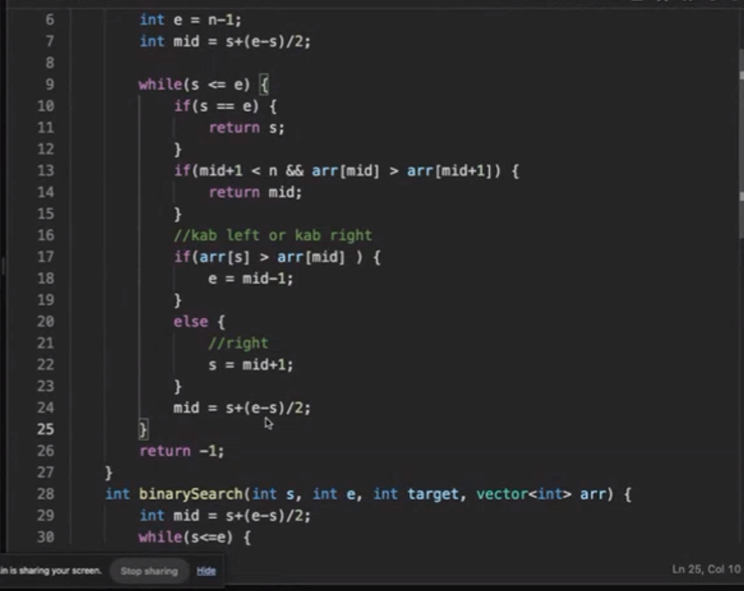 6 int e = n-1;
7 int mid = s+(e-s)/2;
8
9 while(s <= e) {
10 if(s == e) {
11 return s;
12 }
13 if(mid+1 < n && arr[mid] > arr[mid+1]) {
14 return mid;
15 }
16 //kab left or kab right
17 if(arr[s] > arr[mid] ) {
18 e = mid-1;
19 }
20 else {
21 //right
22 s = mid+1;
23 }
24 mid = s+(e-s)/2;
25 }
26 return -1;
27 }
28 int binarySearch(int s, int e, int target, vector<int> arr) {
29 int mid = s+(e-s)/2;
30 while(s<=e) {
in is sharing your screen. Stop sharing Hide
Ln 25, Col 10